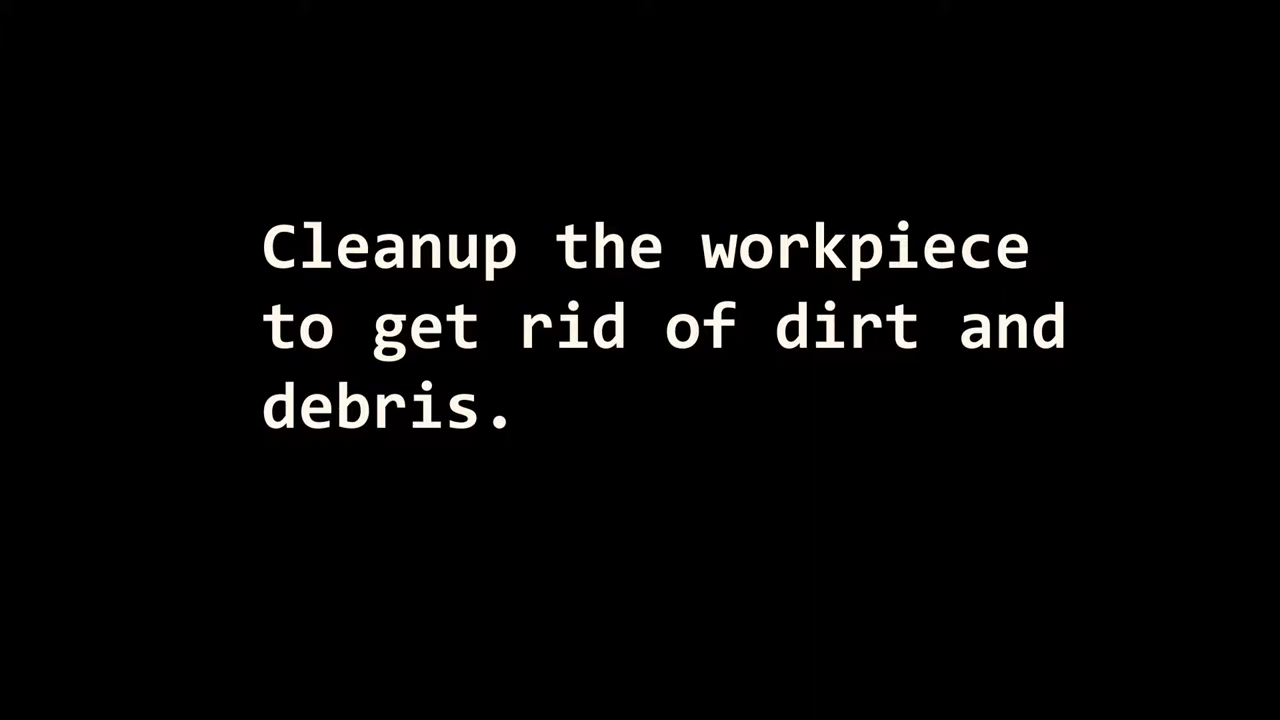 Cleanup the workpiece
to get rid of dirt and
debris.